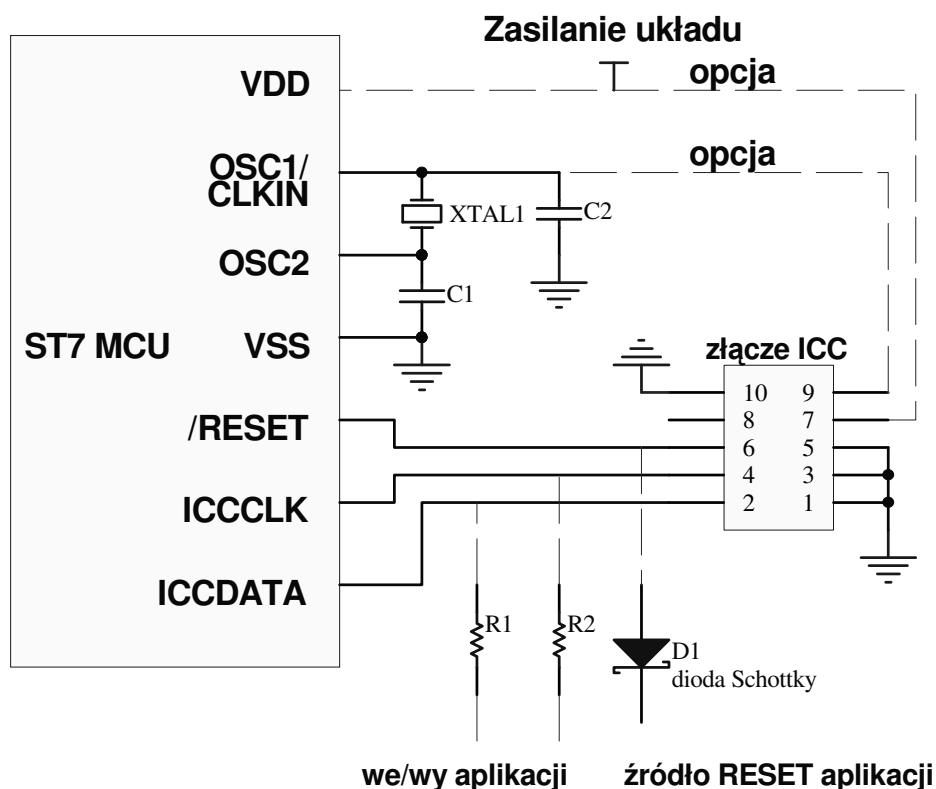 Zasilanie układu
VDD
opcja
OSC1/
CLKIN
opcja
XTAL1
C2
OSC2
C1
ST7 MCU
VSS
złącze ICC
10 9
8 7
/RESET
6 5
4 3
ICCCLK
2 1
ICCDATA
R1
R2
D1
dioda Schottky
we/wy aplikacji
źródło RESET aplikacji